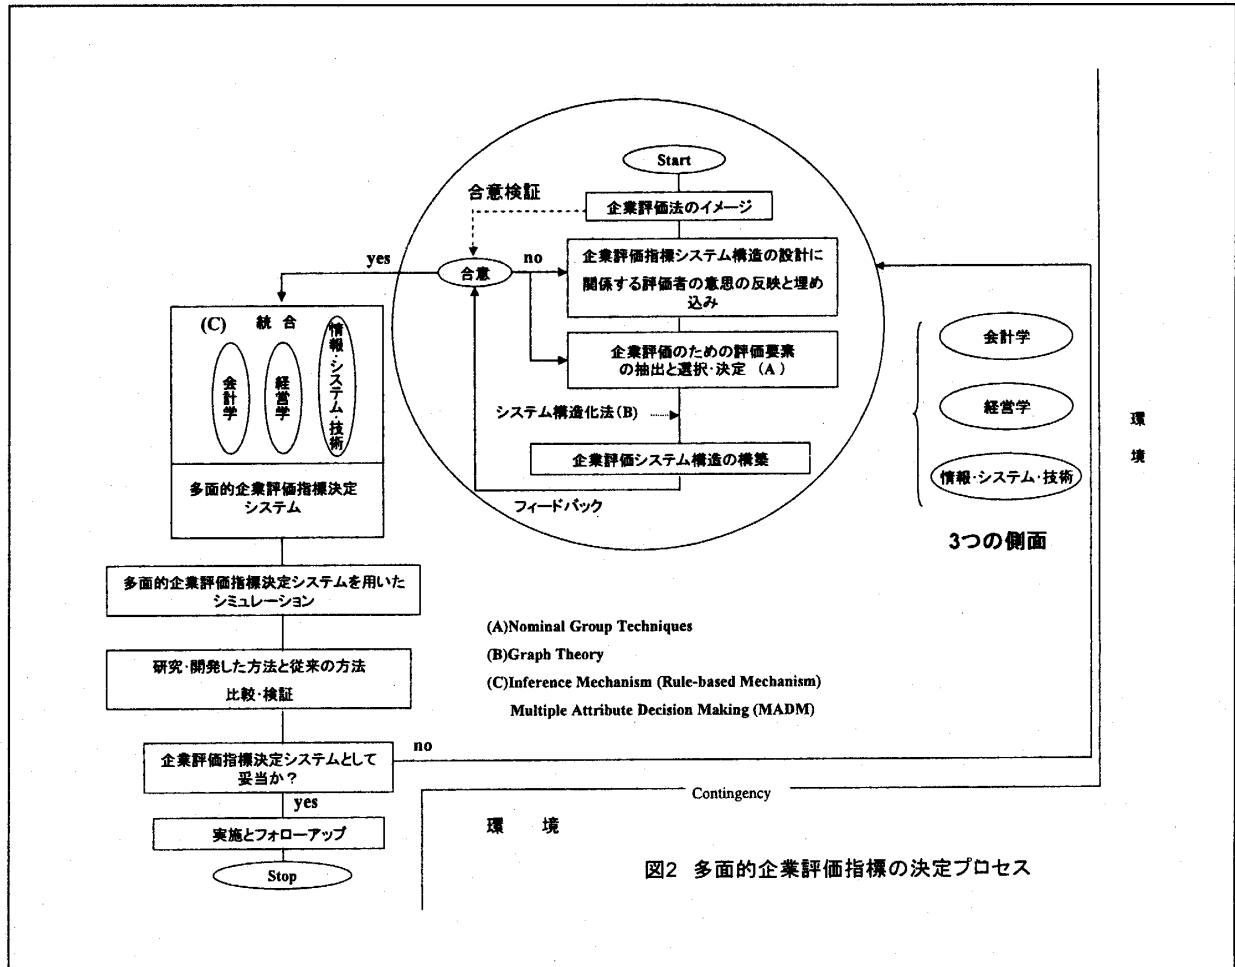 Start
合意検証
企業評価法のイメージ
yes
合意
no
企業評価指標システム構造の設計に
関係する評価者の意思の反映と埋め
込み
企業評価のための評価要素
の抽出と選択・決定 (A)
システム構造化法(B)
企業評価システム構造の構築
フィードバック
(C) 統合
会計学
経営学
情報・システム・技術
多面的企業評価指標決定
システム
会計学
経営学
情報・システム・技術
3つの側面
環
境
多面的企業評価指標決定システムを用いた
シミュレーション
研究・開発した方法と従来の方法
比較・検証
企業評価指標決定システムとして
妥当か?
no
yes
実施とフォローアップ
Stop
(A)Nominal Group Techniques
(B)Graph Theory
(C)Inference Mechanism (Rule-based Mechanism)
Multiple Attribute Decision Making (MADM)
Contingency
環 境
図2 多面的企業評価指標の決定プロセス